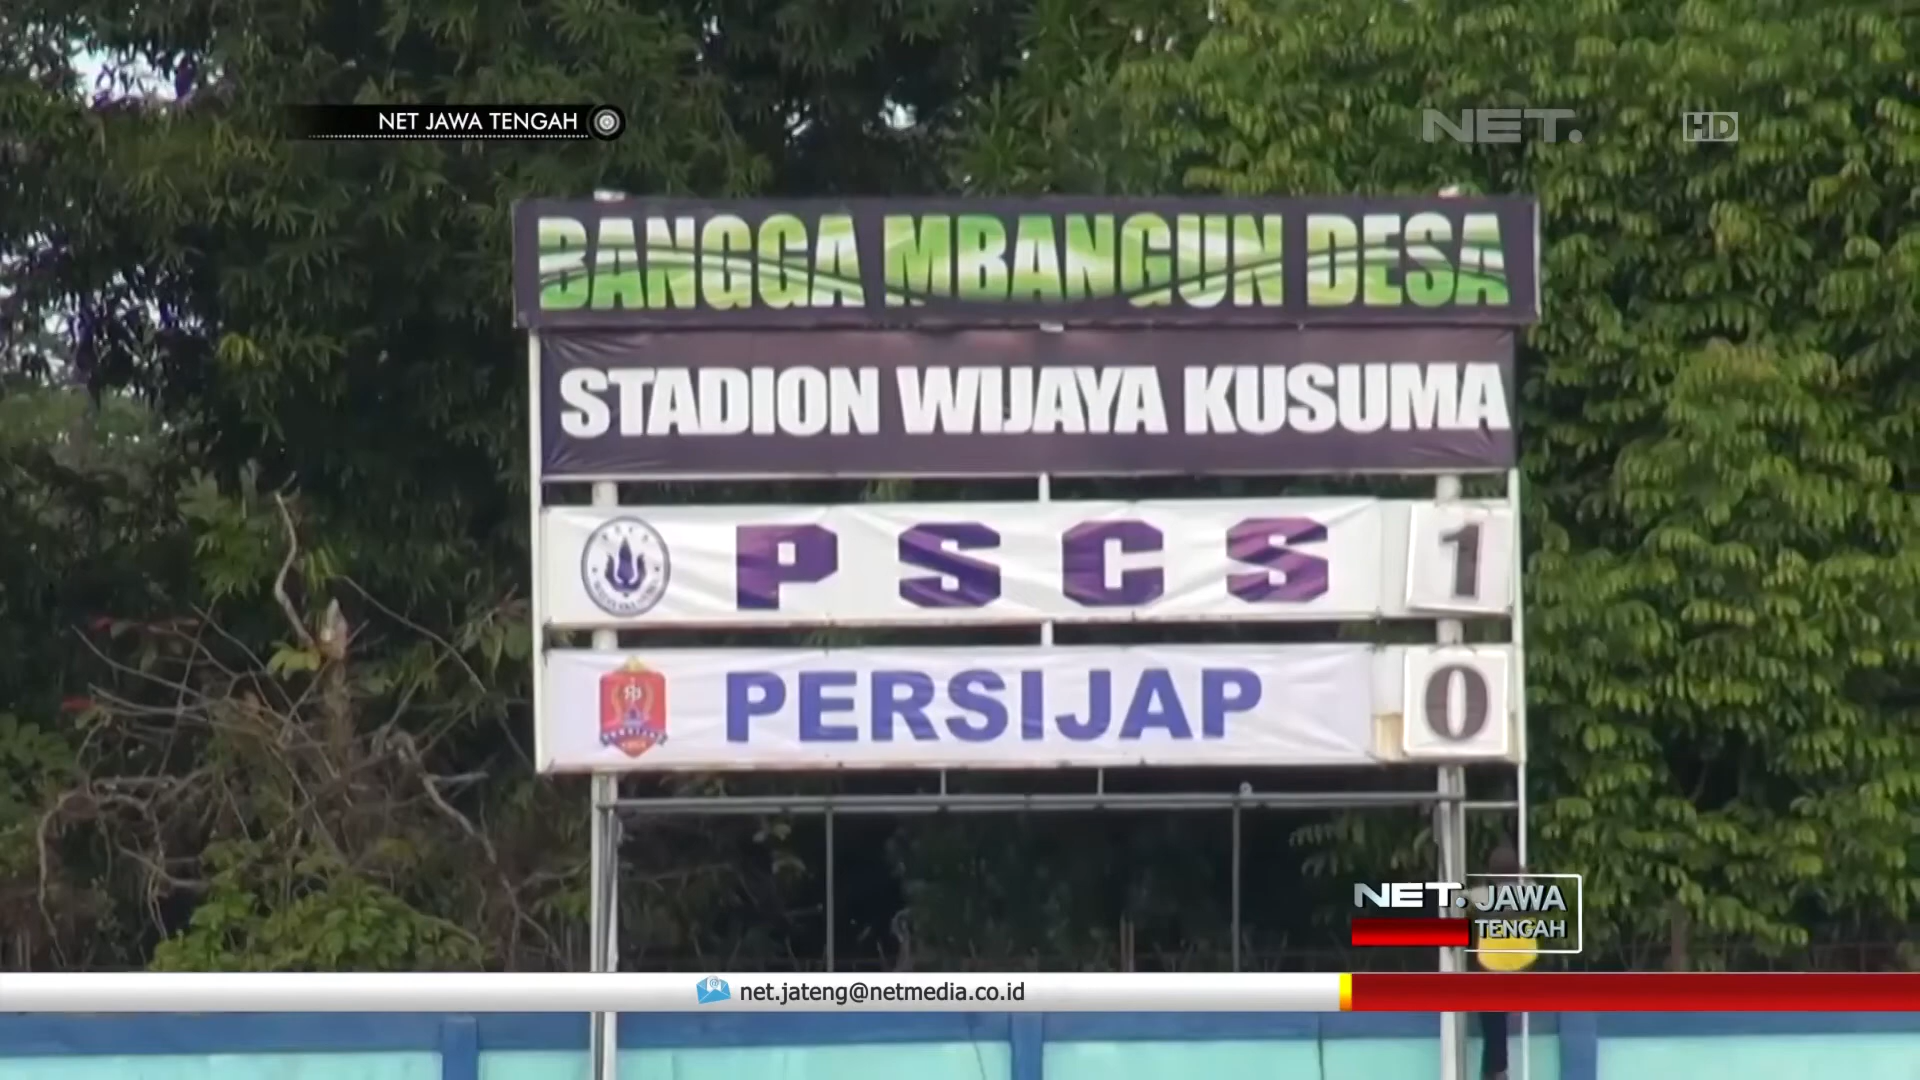 NET JAWA TENGAH
NET.
HD
BANGGA MBANGUN DESA
STADION WIJAYA KUSUMA
PSCS 1
PERSIJAP 0
NET. JAWA
TENGAH
net.jateng@netmedia.co.id